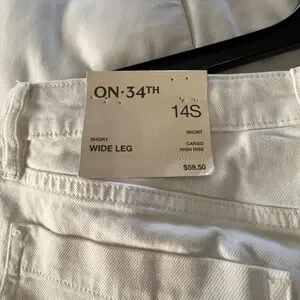 ON·34TH
14S
SHORT
SHORT
WIDE LEG
CARGO
HIGH RISE
$59.50